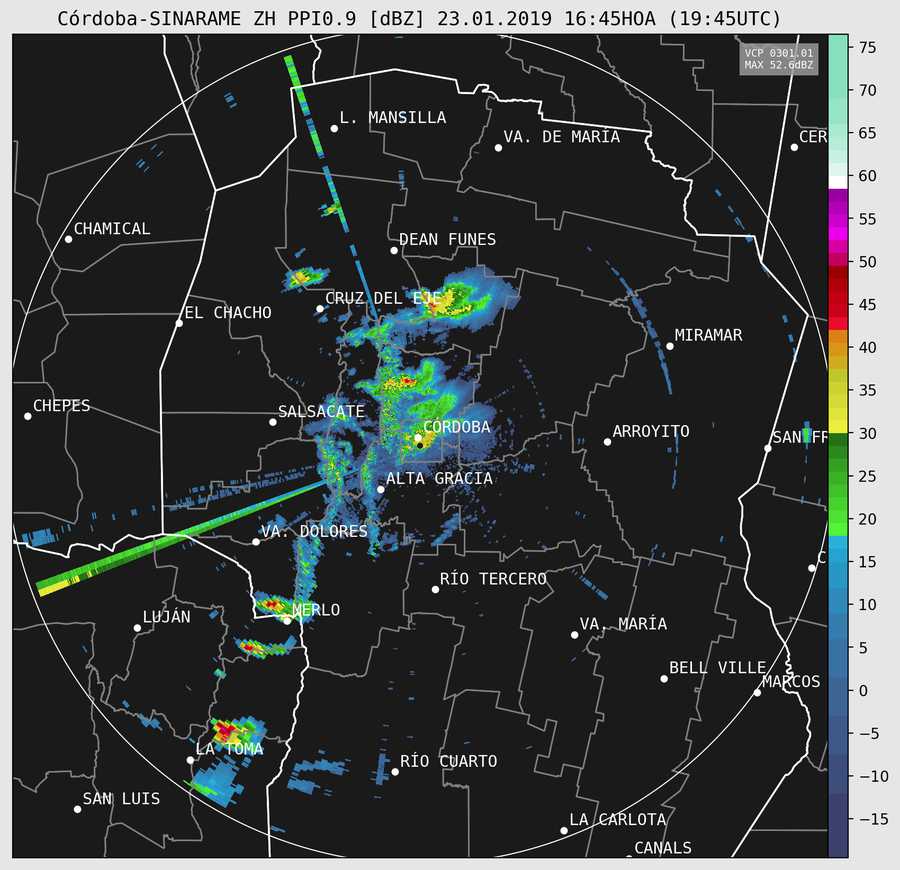 Córdoba-SINARAME ZH PPI0.9 [dBZ] 23.01.2019 16:45HOA (19:45UTC)
VCP 0301.01
MAX 52.6dBZ
75
70
65
60
55
50
45
40
35
30
25
20
15
10
5
0
−5
−10
−15
L. MANSILLA
VA. DE MARÍA
CER
CHAMICAL
DEAN FUNES
CRUZ DEL EJE
EL CHACHO
MIRAMAR
CHEPES
SALSACATE
CÓRDOBA
ARROYITO
SAN FR
ALTA GRACIA
VA. DOLORES
C
RÍO TERCERO
MERLO
LUJÁN
VA. MARÍA
BELL VILLE
MARCOS
LA TOMA
RÍO CUARTO
SAN LUIS
LA CARLOTA
CANALS